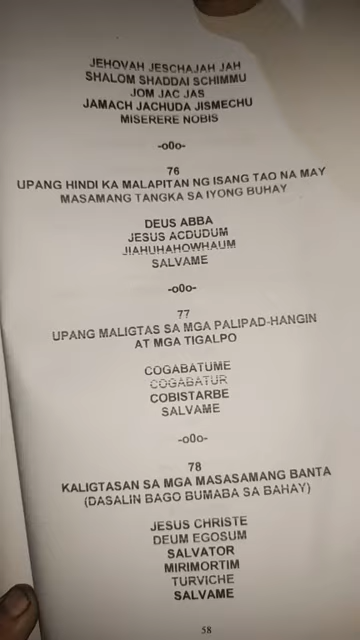 JEHOVAH JESCHAJAH JAH
SHALOM SHADDAI SCHIMMU
JOM JAC JAS
JAMACH JACHUDA JISMECHU
MISERERE NOBIS
-o0o-
76
UPANG HINDI KA MALAPITAN NG ISANG TAO NA MAY
MASAMANG TANGKA SA IYONG BUHAY
DEUS ABBA
JESUS ACDUDUM
JIAHUHAHOWHAUM
SALVAME
-o0o-
77
UPANG MALIGTAS SA MGA PALIPAD-HANGIN
AT MGA TIGALPO
COGABATUME
COGABATUR
COBISTARBE
SALVAME
-o0o-
78
KALIGTASAN SA MGA MASASAMANG BANTA
(DASALIN BAGO BUMABA SA BAHAY)
JESUS CHRISTE
DEUM EGOSUM
SALVATOR
MIRIMORTIM
TURVICHE
SALVAME
58